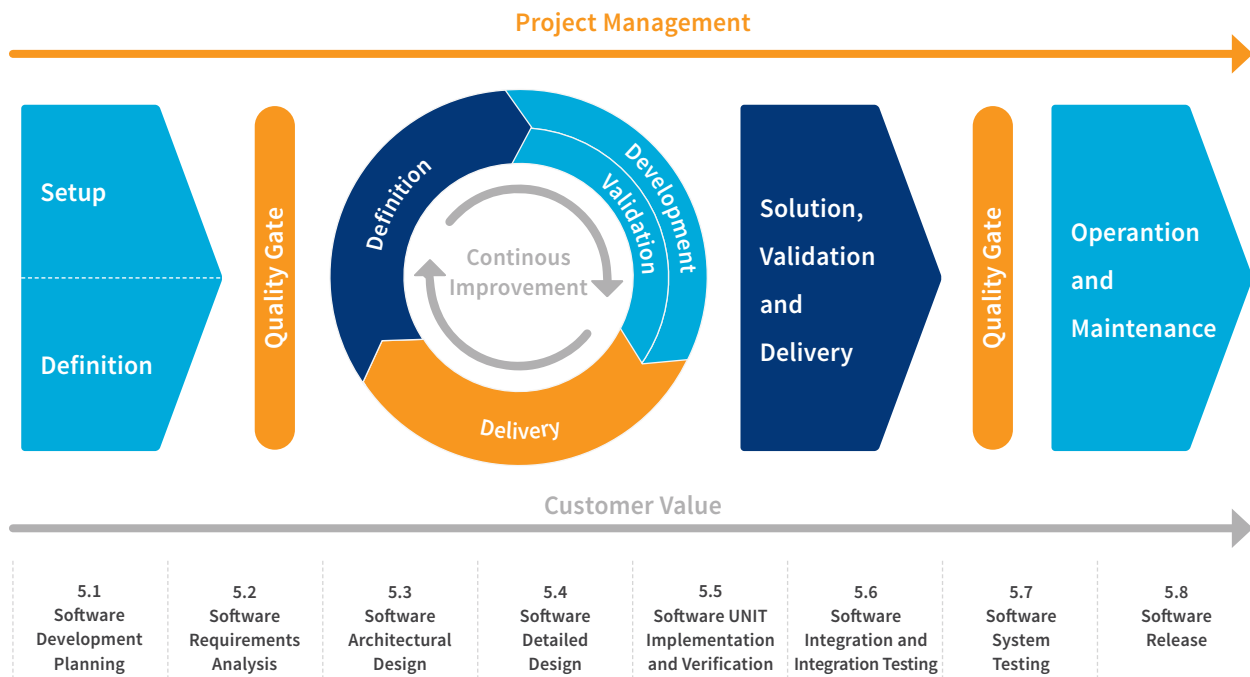 Project Management
Setup
Definition
Quality Gate
Definition
Development
Validation
Continous
Improvement
Delivery
Solution,
Validation
and
Delivery
Quality Gate
Operantion
and
Maintenance
Customer Value
5.1
Software
Development
Planning
5.2
Software
Requirements
Analysis
5.3
Software
Architectural
Design
5.4
Software
Detailed
Design
5.5
Software UNIT
Implementation
and Verification
5.6
Software
Integration and
Integration Testing
5.7
Software
System
Testing
5.8
Software
Release